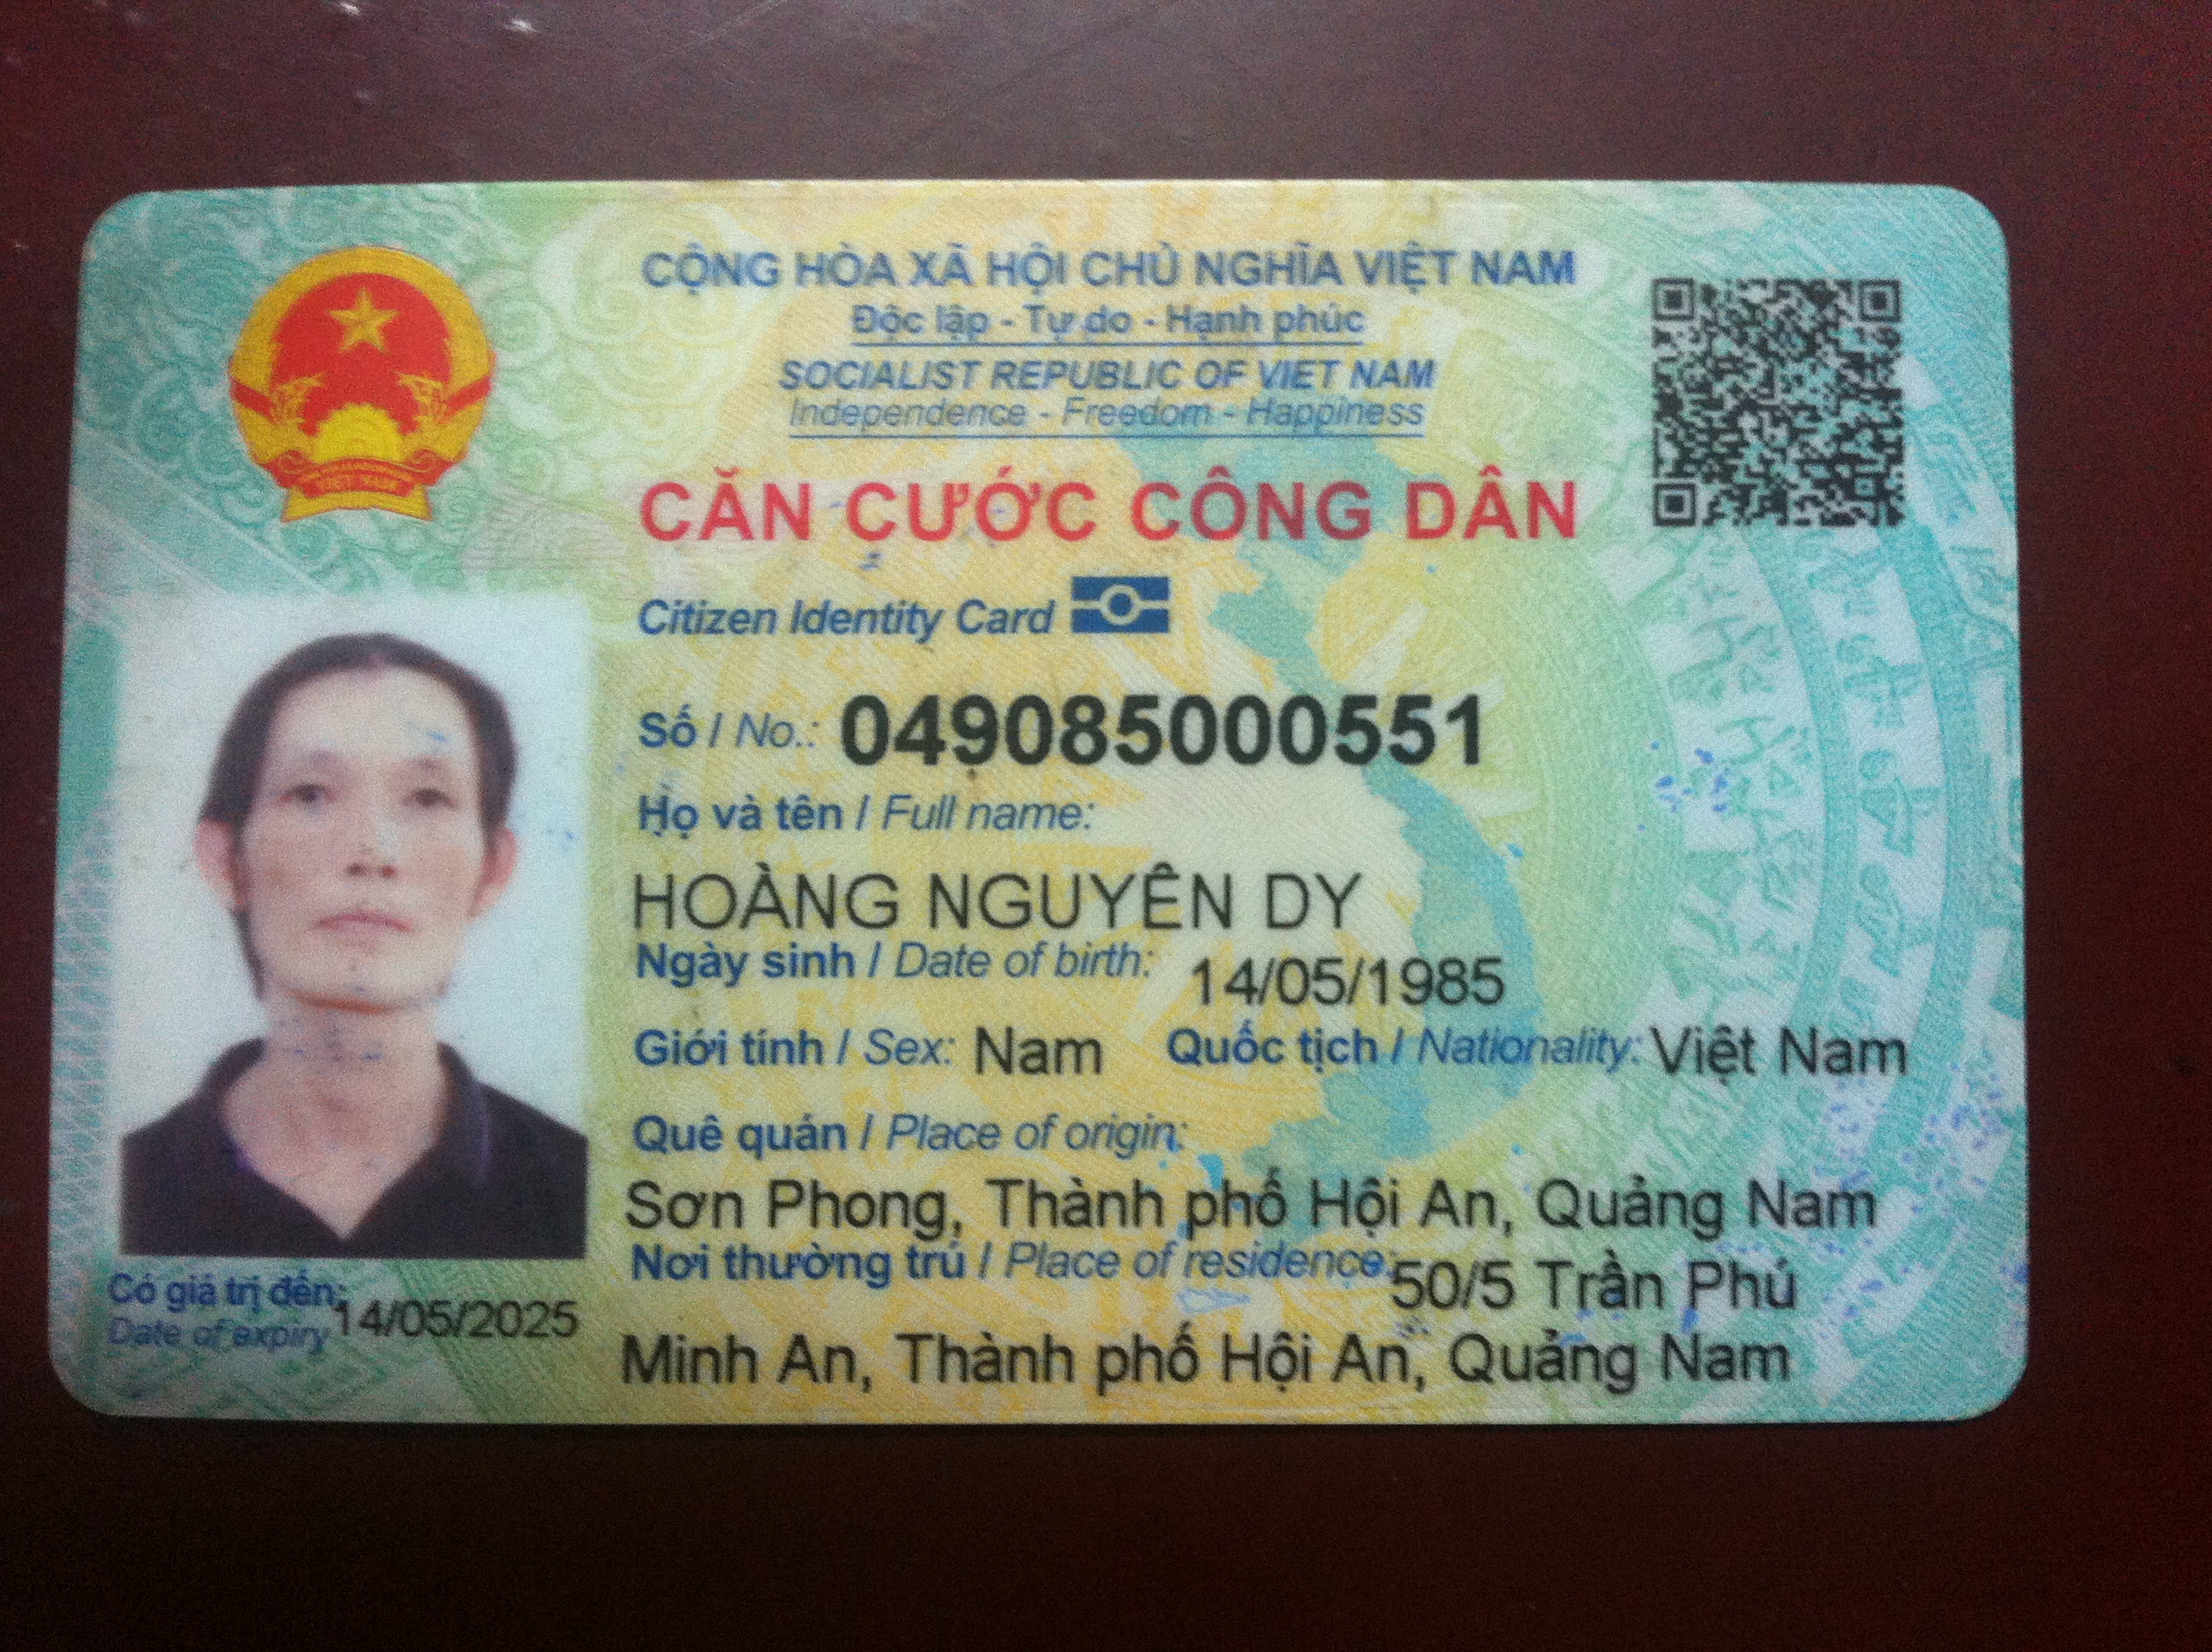 CỘNG HÒA XÃ HỘI CHỦ NGHĨA VIỆT NAM
Độc lập - Tự do - Hạnh phúc
SOCIALIST REPUBLIC OF VIET NAM
Independence - Freedom - Happiness
CĂN CƯỚC CÔNG DÂN
Citizen Identity Card
Số / No.: 049085000551
Họ và tên / Full name:
HOÀNG NGUYÊN DY
Ngày sinh / Date of birth: 14/05/1985
Giới tính / Sex: Nam Quốc tịch / Nationality: Việt Nam
Quê quán / Place of origin:
Sơn Phong, Thành phố Hội An, Quảng Nam
Nơi thường trú / Place of residence: 50/5 Trần Phú
Minh An, Thành phố Hội An, Quảng Nam
Có giá trị đến: 14/05/2025
Date of expiry
VIỆT NAM